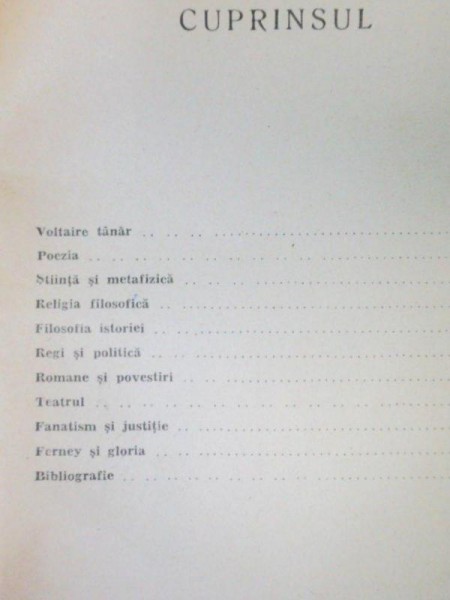 CUPRINSUL
Voltaire tânăr .. .. .. .. .. .. .. .. ..
Poezia .. .. .. .. .. .. .. .. .. .. ..
Știință și metafizică .. .. .. .. .. .. ..
Religia filosofică .. .. .. .. .. .. .. ..
Filosofia istoriei .. .. .. .. .. .. .. ..
Regi și politică .. .. .. .. .. .. .. ..
Romane și povestiri .. .. .. .. .. .. ..
Teatrul .. .. .. .. .. .. .. .. .. .. ..
Fanatism și justiție .. .. .. .. .. .. ..
Ferney și gloria .. .. .. .. .. .. .. ..
Bibliografie .. .. .. .. .. .. .. .. ..